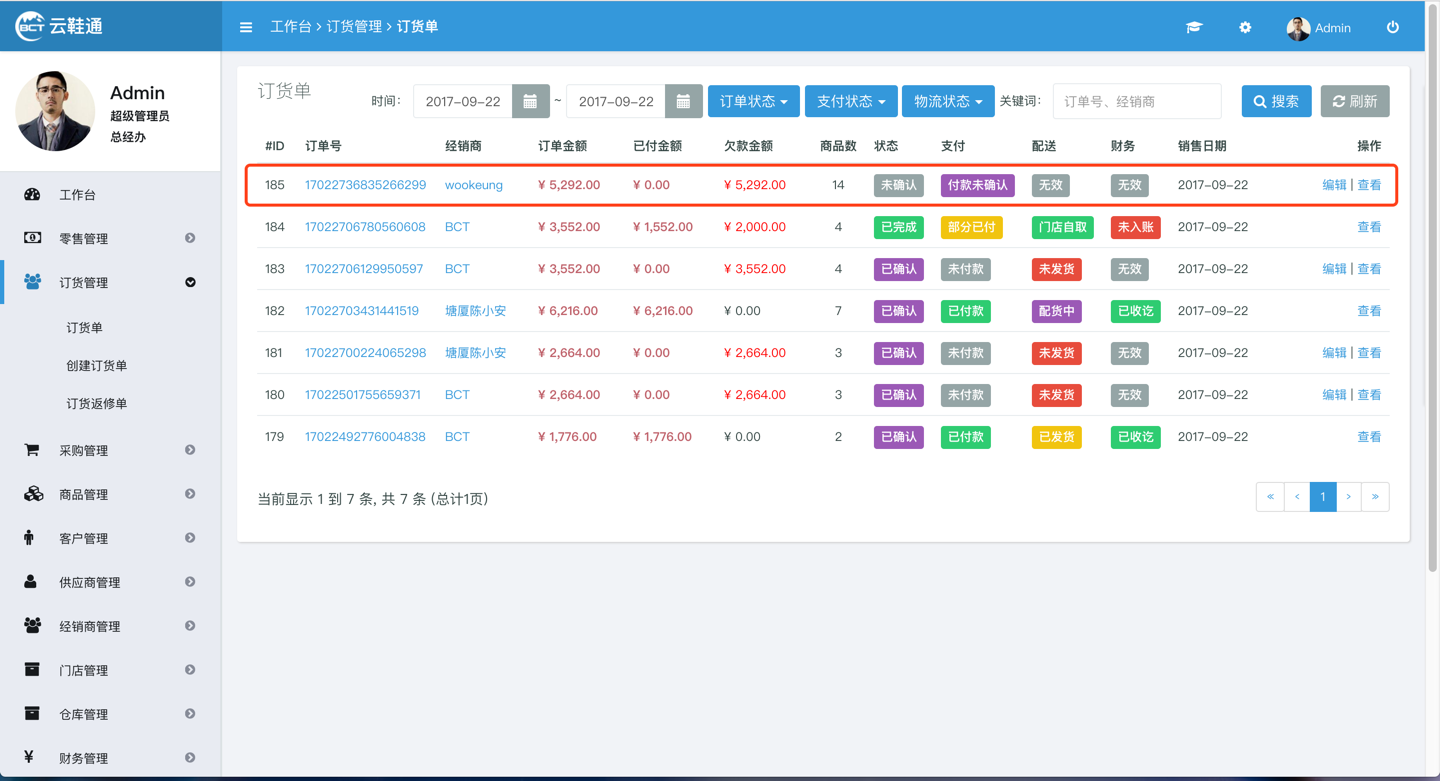 BCT 云鞋通
工作台 › 订货管理 › 订货单
Admin
Admin
超级管理员
总经办
工作台
零售管理
订货管理
订货单
创建订货单
订货返修单
采购管理
商品管理
客户管理
供应商管理
经销商管理
门店管理
仓库管理
¥ 财务管理
订货单
时间: 2017-09-22 ~ 2017-09-22 订单状态 支付状态 物流状态 关键词: 订单号、经销商 搜索 刷新
#ID 订单号 经销商 订单金额 已付金额 欠款金额 商品数 状态 支付 配送 财务 销售日期 操作
185 17022736835266299 wookeung ¥ 5,292.00 ¥ 0.00 ¥ 5,292.00 14 未确认 付款未确认 无效 无效 2017-09-22 编辑 | 查看
184 17022706780560608 BCT ¥ 3,552.00 ¥ 1,552.00 ¥ 2,000.00 4 已完成 部分已付 门店自取 未入账 2017-09-22 查看
183 17022706129950597 BCT ¥ 3,552.00 ¥ 0.00 ¥ 3,552.00 4 已确认 未付款 未发货 无效 2017-09-22 编辑 | 查看
182 17022703431441519 塘厦陈小安 ¥ 6,216.00 ¥ 6,216.00 ¥ 0.00 7 已确认 已付款 配货中 已收讫 2017-09-22 查看
181 17022700224065298 塘厦陈小安 ¥ 2,664.00 ¥ 0.00 ¥ 2,664.00 3 已确认 未付款 未发货 无效 2017-09-22 编辑 | 查看
180 17022501755659371 BCT ¥ 2,664.00 ¥ 0.00 ¥ 2,664.00 3 已确认 未付款 未发货 无效 2017-09-22 编辑 | 查看
179 17022492776004838 BCT ¥ 1,776.00 ¥ 1,776.00 ¥ 0.00 2 已确认 已付款 已发货 已收讫 2017-09-22 查看
当前显示 1 到 7 条, 共 7 条 (总计1页)
« ‹ 1 › »